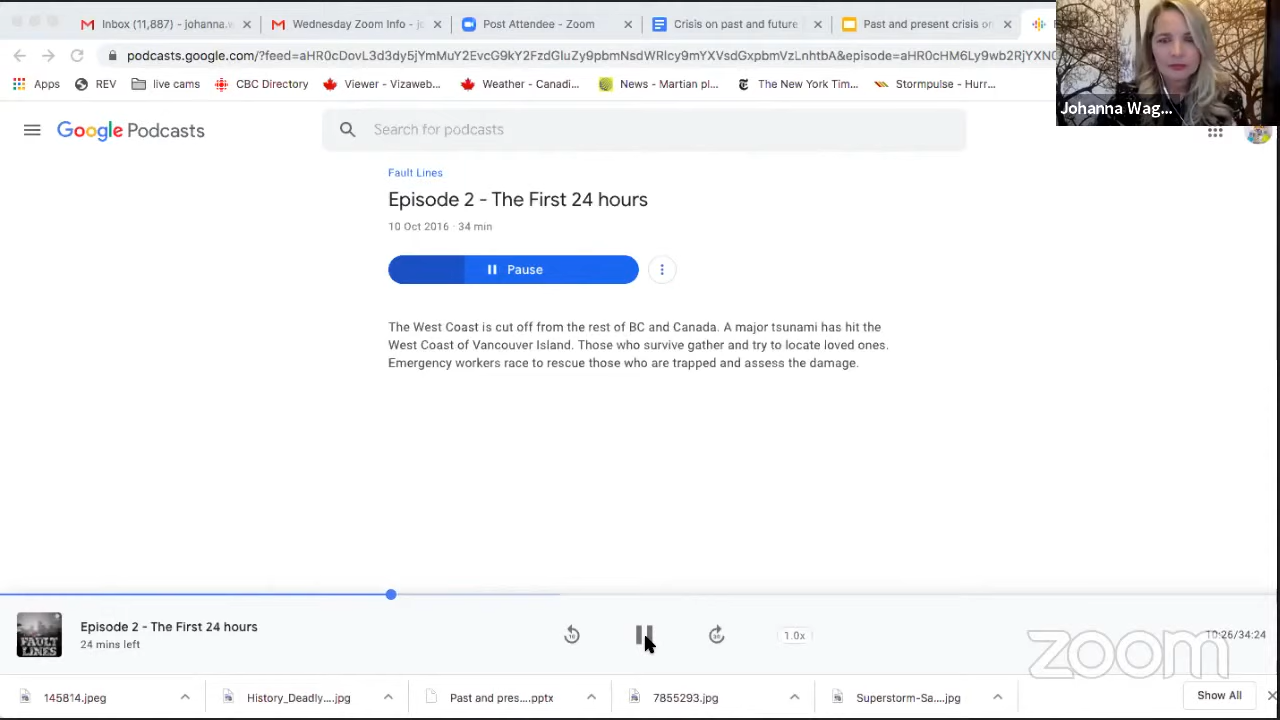 Inbox (11,887) - johanna.w
Wednesday Zoom Info - jo
Post Attendee - Zoom
Crisis on past and future
Past and present crisis on
podcasts.google.com/?feed=
Apps
REV
live cams
CBC Directory
Viewer - Vizaweb...
Weather - Canadi...
News - Martian pl...
The New York Tim...
Stormpulse - Hurr...
Johanna Wag...
Google Podcasts
Search for podcasts
Fault Lines
Episode 2 - The First 24 hours
10 Oct 2016 · 34 min
Pause
The West Coast is cut off from the rest of BC and Canada. A major tsunami has hit the
West Coast of Vancouver Island. Those who survive gather and try to locate loved ones.
Emergency workers race to rescue those who are trapped and assess the damage.
FAULT
LINES
Episode 2 - The First 24 hours
24 mins left
10
30
1.0x
10:26/34:24
zoom
145814.jpeg
History_Deadly....jpg
Past and pres....pptx
7855293.jpg
Superstorm-Sa....jpg
Show All